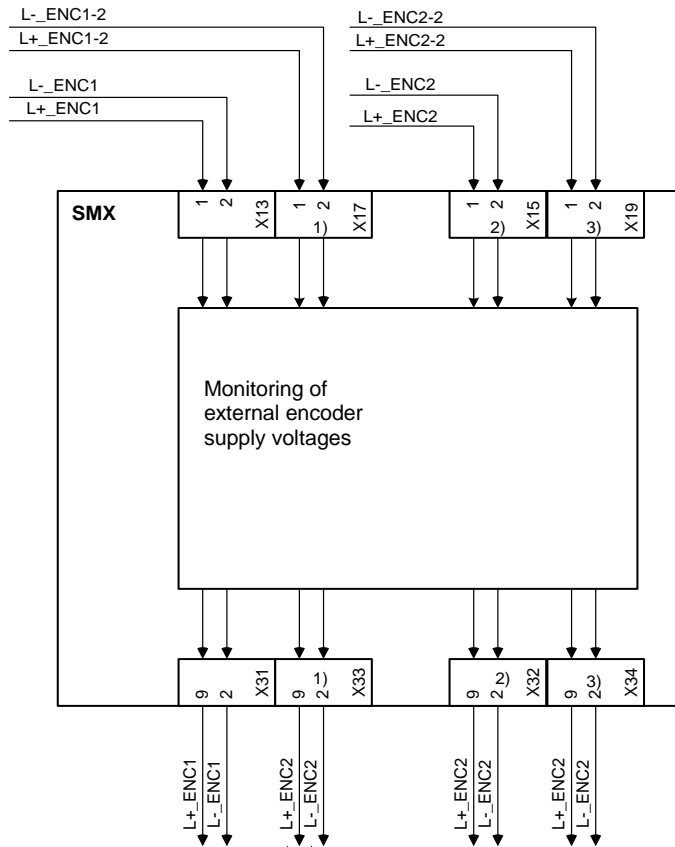 L-_ENC1-2
L+_ENC1-2
L-_ENC1
L+_ENC1
L-_ENC2-2
L+_ENC2-2
L-_ENC2
L+_ENC2
SMX
1 2 X13
1 2 1) X17
1 2 2) X15
1 2 3) X19
Monitoring of
external encoder
supply voltages
9 2 X31
9 2 1) X33
9 2 2) X32
9 2 3) X34
L+_ENC1
L-_ENC1
L+_ENC2
L-_ENC2
L+_ENC2
L-_ENC2
L+_ENC2
L-_ENC2